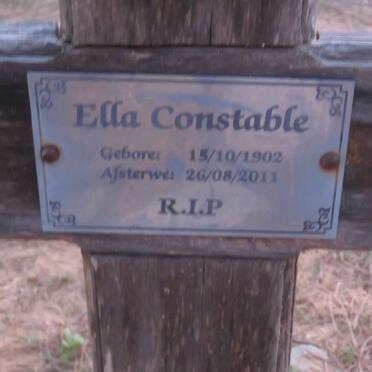 Ella Constable
Gebore: 15/10/1902
Afsterwe: 26/08/2011
R.I.P